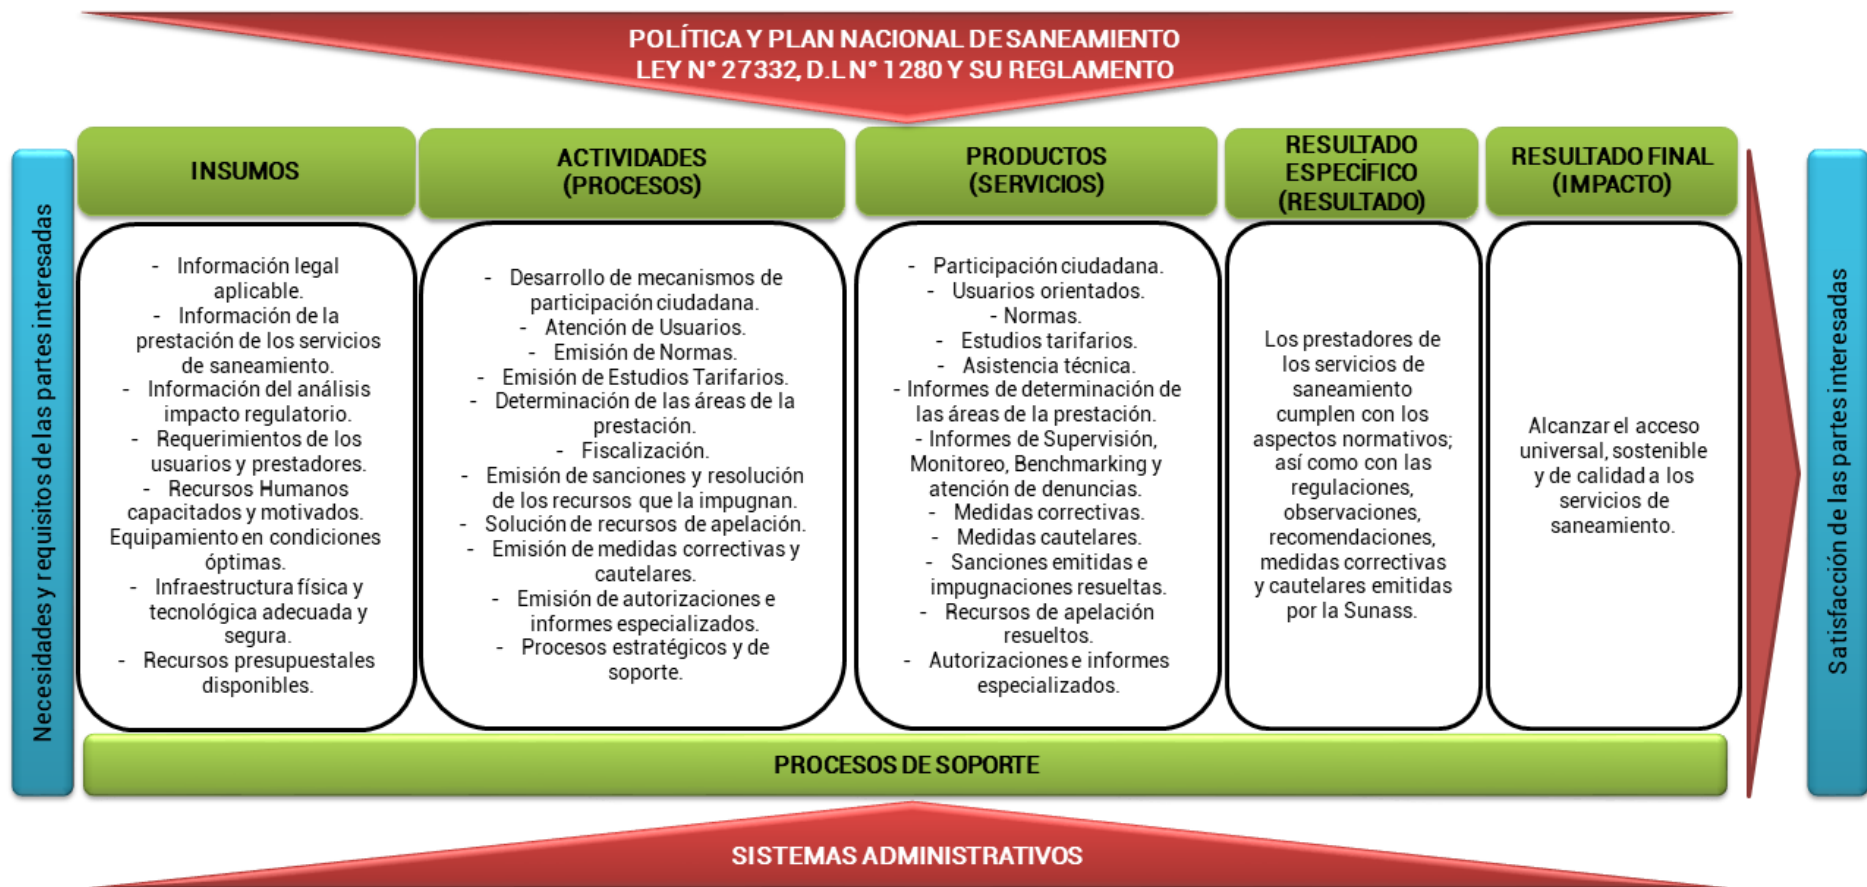 POLÍTICA Y PLAN NACIONAL DE SANEAMIENTO
LEY N° 27332, D.L N° 1280 Y SU REGLAMENTO
Necesidades y requisitos de las partes interesadas
INSUMOS
- Información legal
aplicable.
- Información de la
prestación de los servicios
de saneamiento.
- Información del análisis
impacto regulatorio.
- Requerimientos de los
usuarios y prestadores.
- Recursos Humanos
capacitados y motivados.
Equipamiento en condiciones
óptimas.
- Infraestructura física y
tecnológica adecuada y
segura.
- Recursos presupuestales
disponibles.
ACTIVIDADES
(PROCESOS)
- Desarrollo de mecanismos de
participación ciudadana.
- Atención de Usuarios.
- Emisión de Normas.
- Emisión de Estudios Tarifarios.
- Determinación de las áreas de la
prestación.
- Fiscalización.
- Emisión de sanciones y resolución
de los recursos que la impugnan.
- Solución de recursos de apelación.
- Emisión de medidas correctivas y
cautelares.
- Emisión de autorizaciones e
informes especializados.
- Procesos estratégicos y de
soporte.
PRODUCTOS
(SERVICIOS)
- Participación ciudadana.
- Usuarios orientados.
- Normas.
- Estudios tarifarios.
- Asistencia técnica.
- Informes de determinación de
las áreas de la prestación.
- Informes de Supervisión,
Monitoreo, Benchmarking y
atención de denuncias.
- Medidas correctivas.
- Medidas cautelares.
- Sanciones emitidas e
impugnaciones resueltas.
- Recursos de apelación
resueltos.
- Autorizaciones e informes
especializados.
RESULTADO
ESPECÍFICO
(RESULTADO)
Los prestadores de
los servicios de
saneamiento
cumplen con los
aspectos normativos;
así como con las
regulaciones,
observaciones,
recomendaciones,
medidas correctivas
y cautelares emitidas
por la Sunass.
RESULTADO FINAL
(IMPACTO)
Alcanzar el acceso
universal, sostenible
y de calidad a los
servicios de
saneamiento.
Satisfacción de las partes interesadas
PROCESOS DE SOPORTE
SISTEMAS ADMINISTRATIVOS